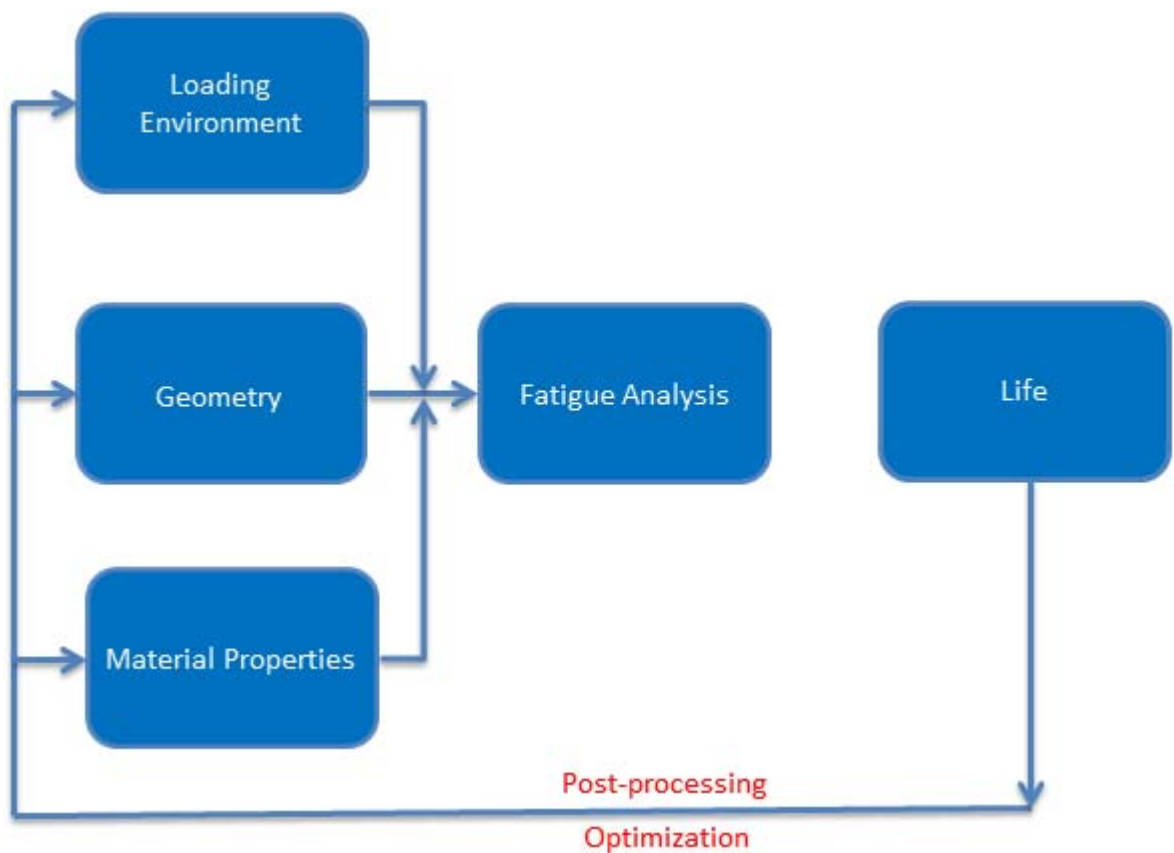 Loading
Environment
Geometry
Fatigue Analysis
Life
Material Properties
Post-processing
Optimization